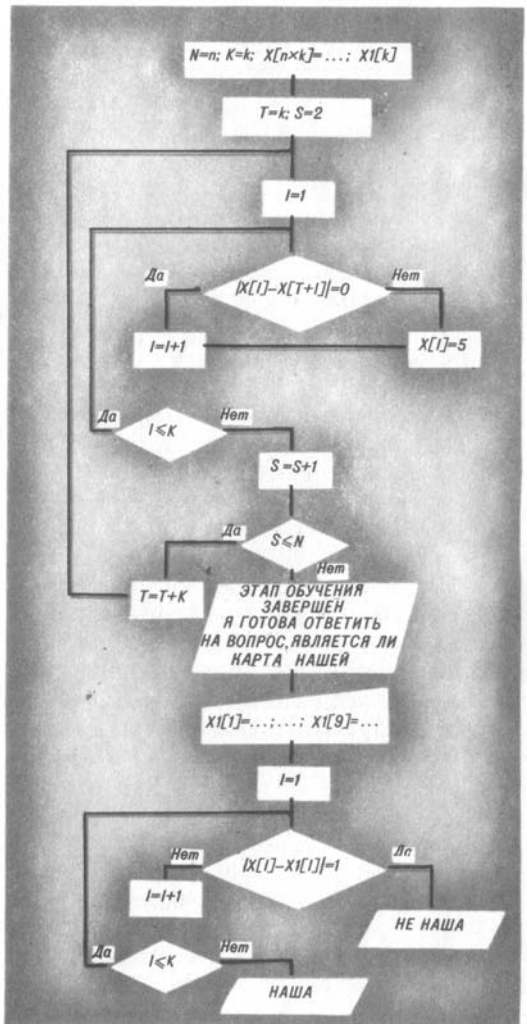 N=n; K=k; X[n×k]=...; X1[k]
T=k; S=2
I=1
Да
|X[I]-X[T+I]|=0
Нет
I=I+1
X[I]=5
Да
I≤K
Нет
S=S+1
Да
S≤N
Нет
T=T+K
ЭТАП ОБУЧЕНИЯ
ЗАВЕРШЕН
Я ГОТОВА ОТВЕТИТЬ
НА ВОПРОС, ЯВЛЯЕТСЯ ЛИ
КАРТА НАШЕЙ
X1[1]=...;...; X1[9]=...
I=1
Нет
|X[I]-X1[I]|=1
Да
I=I+1
НЕ НАША
Да
I≤K
Нет
НАША